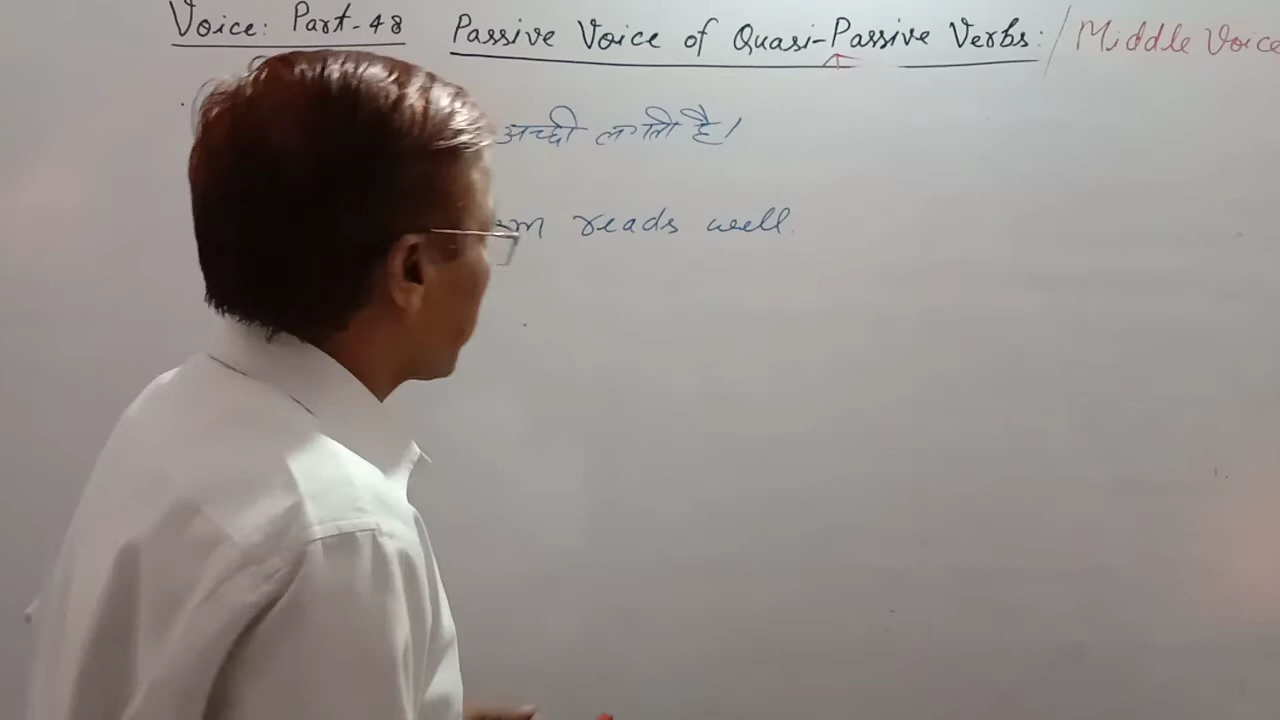 Voice: Part-48 Passive Voice of Quasi-Passive Verbs: / Middle Voice
अच्छी लगती है।
reads well.